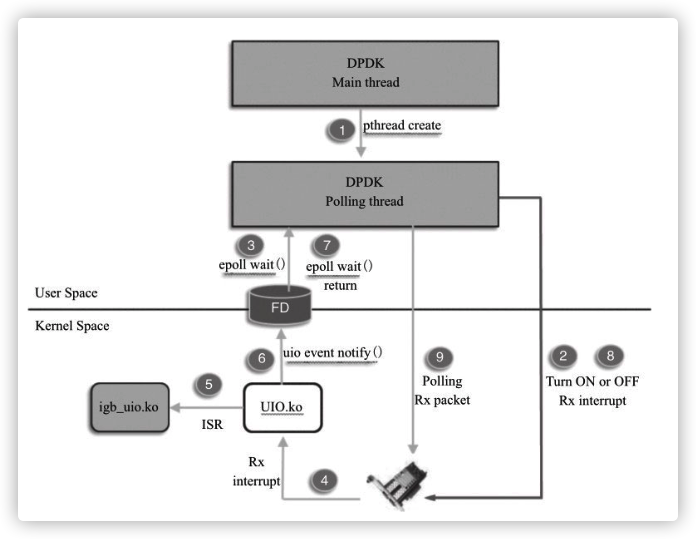 DPDK
Main thread
1
pthread create
DPDK
Polling thread
3
7
epoll wait()
epoll wait()
return
User Space
FD
Kernel Space
6
uio event notify()
9
2
8
5
Polling
Rx packet
Turn ON or OFF
Rx interrupt
igb_uio.ko
UIO.ko
ISR
Rx
interrupt
4